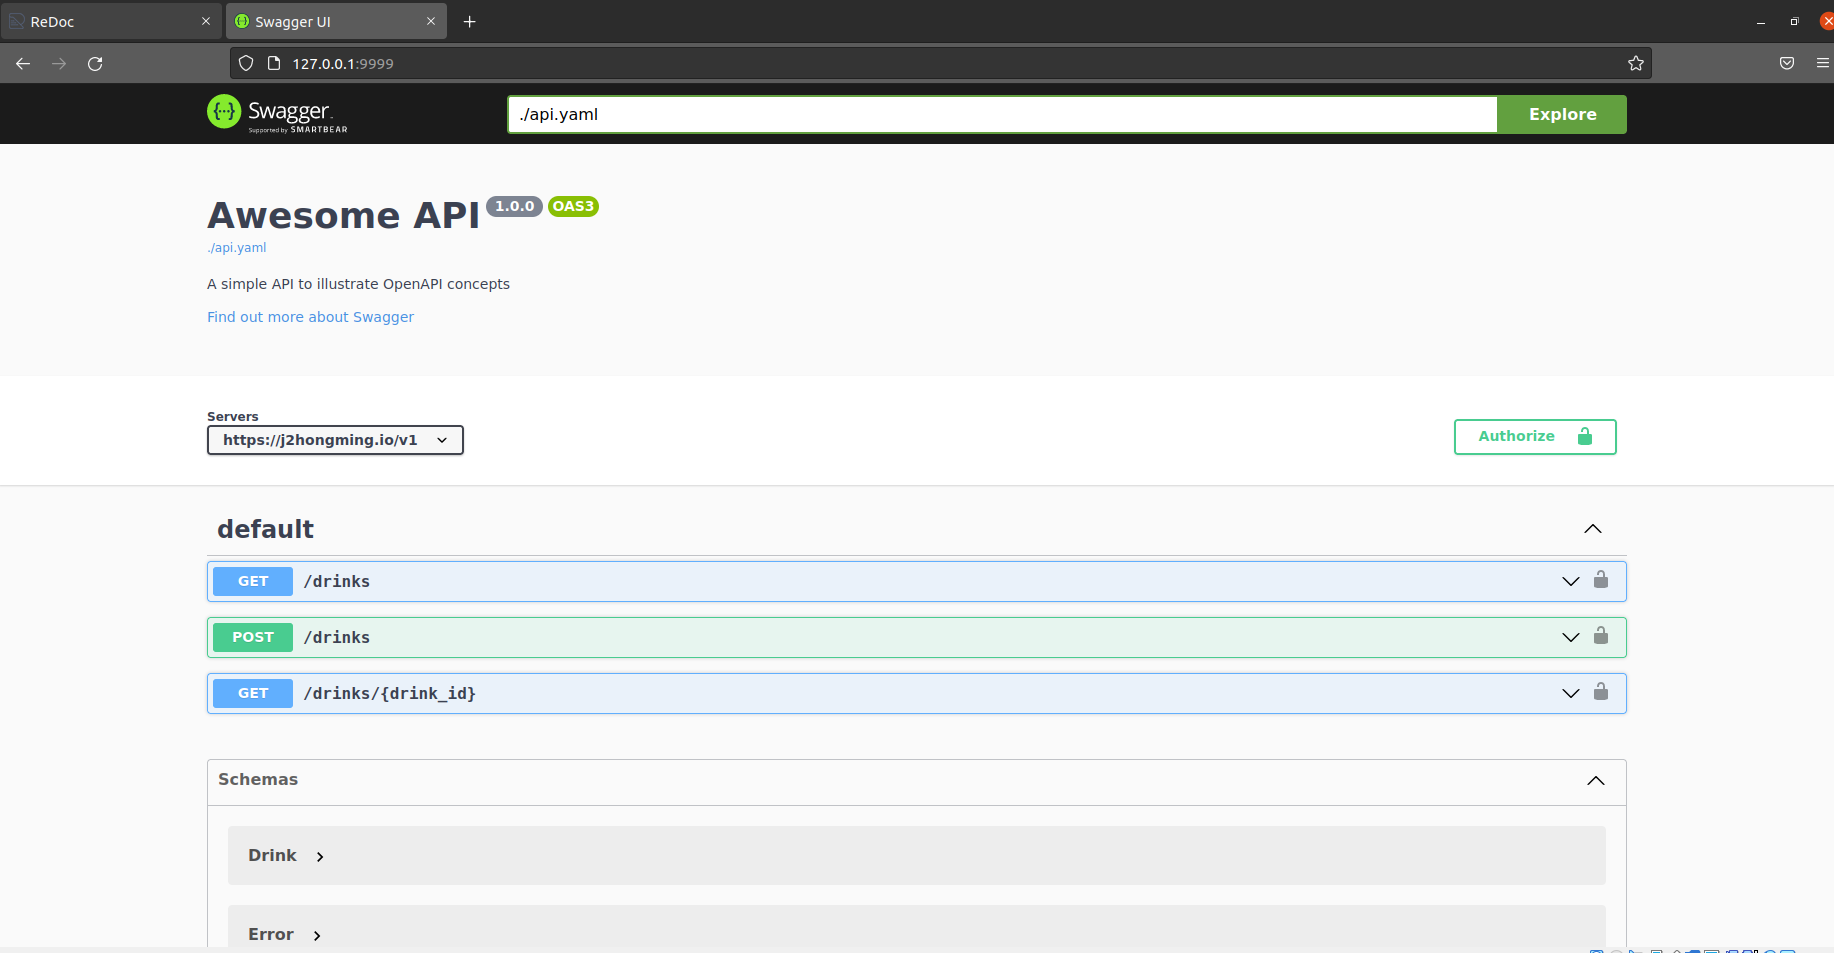 ReDoc
Swagger UI
127.0.0.1:9999
Swagger
Supported by SMARTBEAR
./api.yaml
Explore
Awesome API 1.0.0 OAS3
./api.yaml
A simple API to illustrate OpenAPI concepts
Find out more about Swagger
Servers
https://j2hongming.io/v1
Authorize
default
GET /drinks
POST /drinks
GET /drinks/{drink_id}
Schemas
Drink
Error